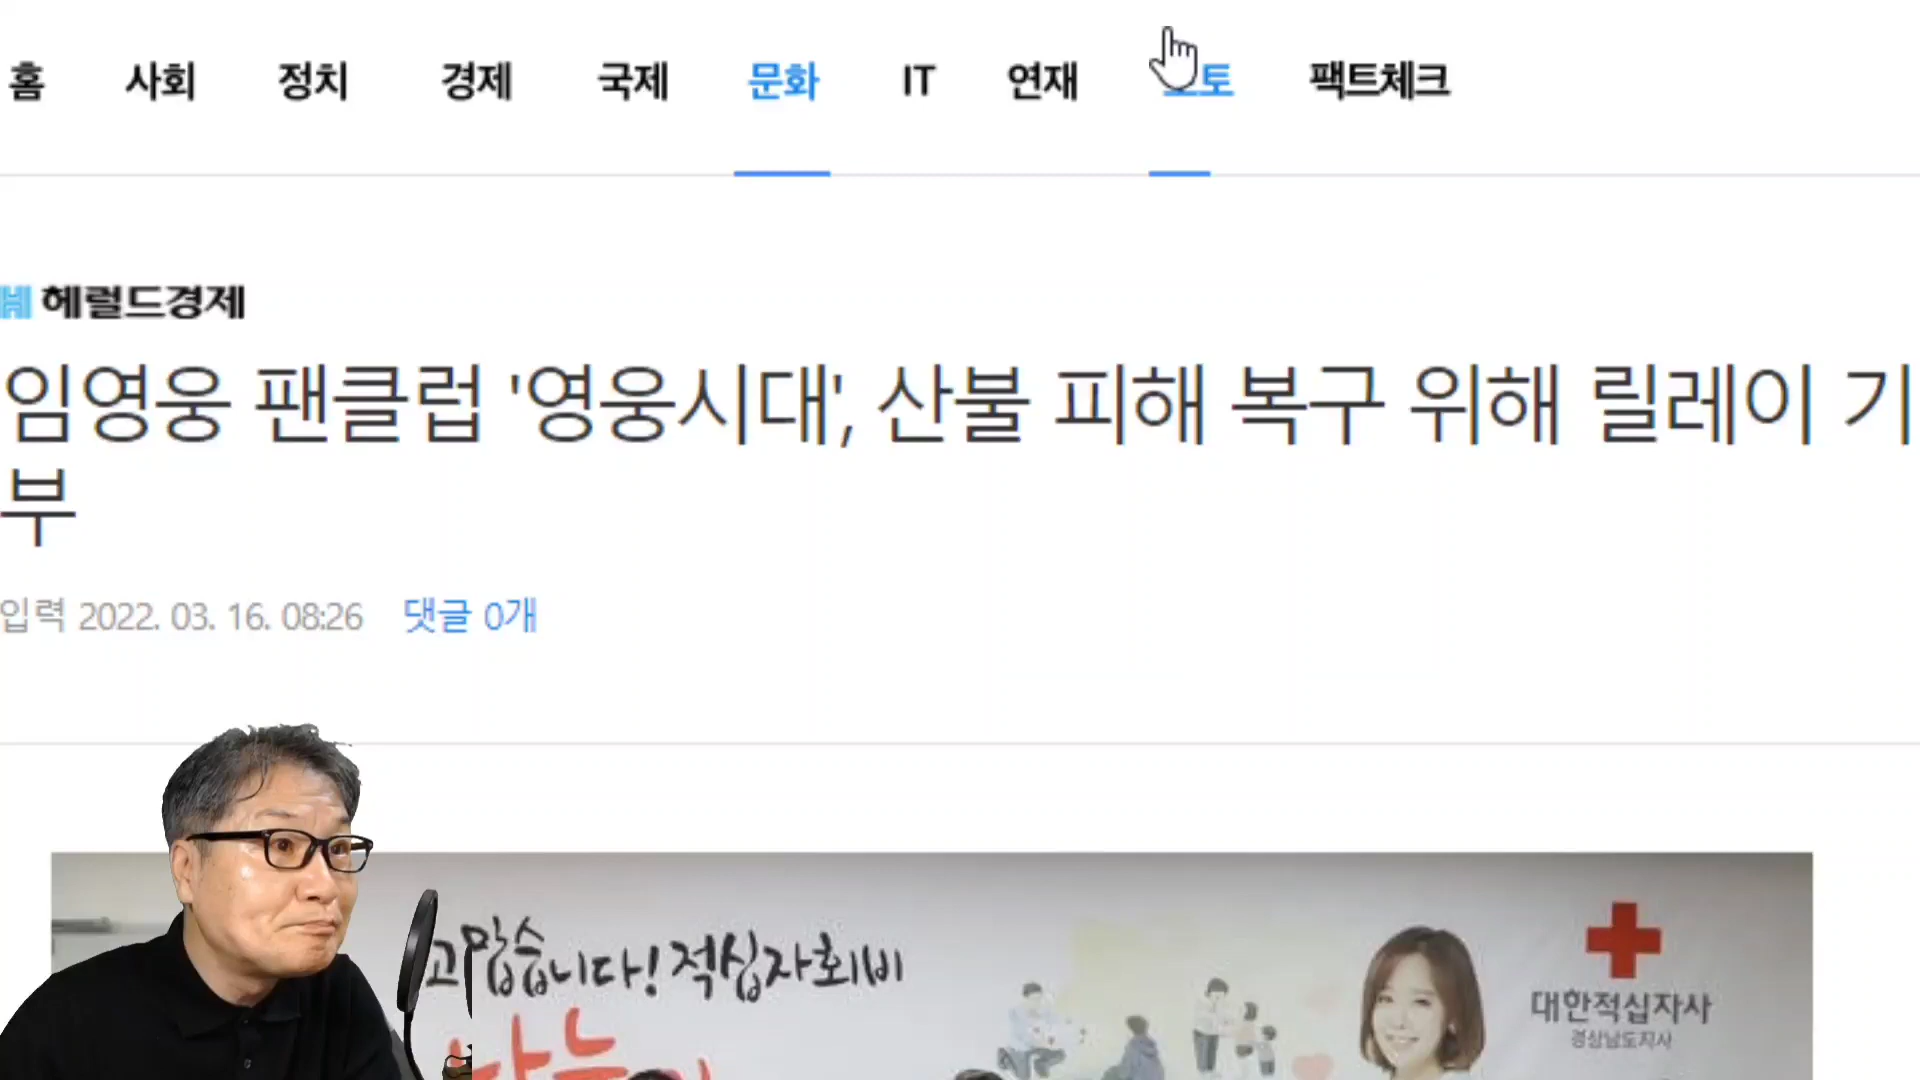 홈 사회 정치 경제 국제 문화 IT 연재 포토 팩트체크
헤럴드경제
임영웅 팬클럽 '영웅시대', 산불 피해 복구 위해 릴레이 기
부
입력 2022. 03. 16. 08:26 댓글 0개
고맙습니다! 적십자회비
대한적십자사
경상남도지사